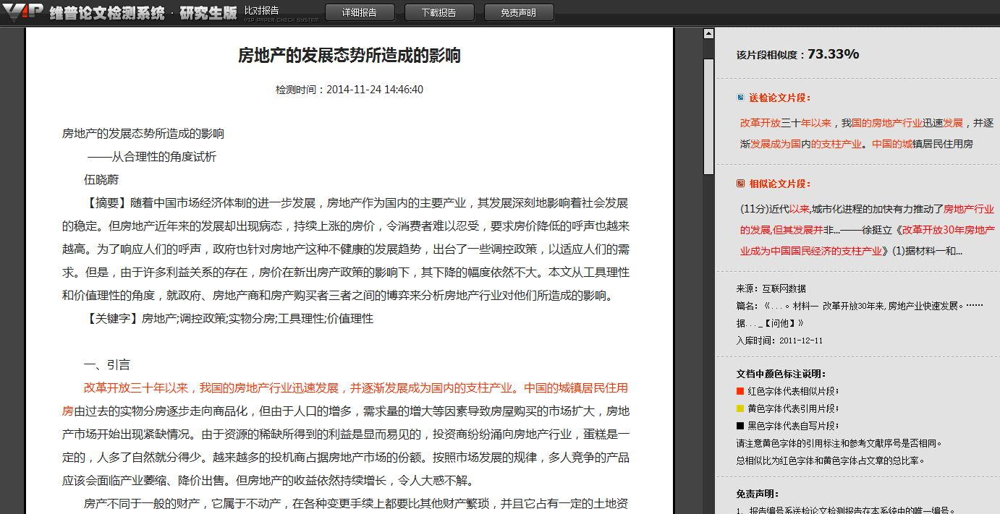 VIP 维普论文检测系统 · 研究生版 比对报告 详细报告 下载报告 免责声明
VIP PAPER CHECK SYSTEM
房地产的发展态势所造成的影响
检测时间：2014-11-24 14:46:40
房地产的发展态势所造成的影响
——从合理性的角度试析
伍晓蔚
【摘要】随着中国市场经济体制的进一步发展，房地产作为国内的主要产业，其发展深刻地影响着社会发展
的稳定。但房地产近年来的发展却出现病态，持续上涨的房价，令消费者难以忍受，要求房价降低的呼声也越来
越高。为了响应人们的呼声，政府也针对房地产这种不健康的发展趋势，出台了一些调控政策，以适应人们的需
求。但是，由于许多利益关系的存在，房价在新出房产政策的影响下，其下降的幅度依然不大。本文从工具理性
和价值理性的角度，就政府、房地产商和房产购买者三者之间的博弈来分析房地产行业对他们所造成的影响。
【关键字】房地产;调控政策;实物分房;工具理性;价值理性
一、引言
改革开放三十年以来，我国的房地产行业迅速发展，并逐渐发展成为国内的支柱产业。中国的城镇居民住用
房由过去的实物分房逐步走向商品化，但由于人口的增多，需求量的增大等因素导致房屋购买的市场扩大，房地
产市场开始出现紧缺情况。由于资源的稀缺所得到的利益是显而易见的，投资商纷纷涌向房地产行业，蛋糕是一
定的，人多了自然就分得少。越来越多的投机商占据房地产市场的份额。按照市场发展的规律，多人竞争的产品
应该会面临产业萎缩、降价出售。但房地产的收益依然持续增长，令人大惑不解。
房产不同于一般的财产，它属于不动产，在各种变更手续上都要比其他财产繁琐，并且它占有一定的土地资
该片段相似度：73.33%
送检论文片段：
改革开放三十年以来，我国的房地产行业迅速发展，并逐
渐发展成为国内的支柱产业。中国的城镇居民住用房
相似论文片段：
(11分)近代以来,城市化进程的加快有力推动了房地产行业
的发展,但其发展并非...——徐挺立《改革开放30年房地产
业成为中国国民经济的支柱产业》(1)据材料一和...
来源：互联网数据
篇名：《...。材料一 改革开放30年来,房地产业快速发展。……
据..._【问他】》
入库时间：2011-12-11
文档中颜色标注说明：
红色字体代表相似片段；
黄色字体代表引用片段；
黑色字体代表自写片段；
请注意黄色字体的引用标注和参考文献序号是否相同。
总相似比为红色字体和黄色字体占文章的总比率。
免责声明：
1、报告编号系送检论文检测报告在本系统中的唯一编号。